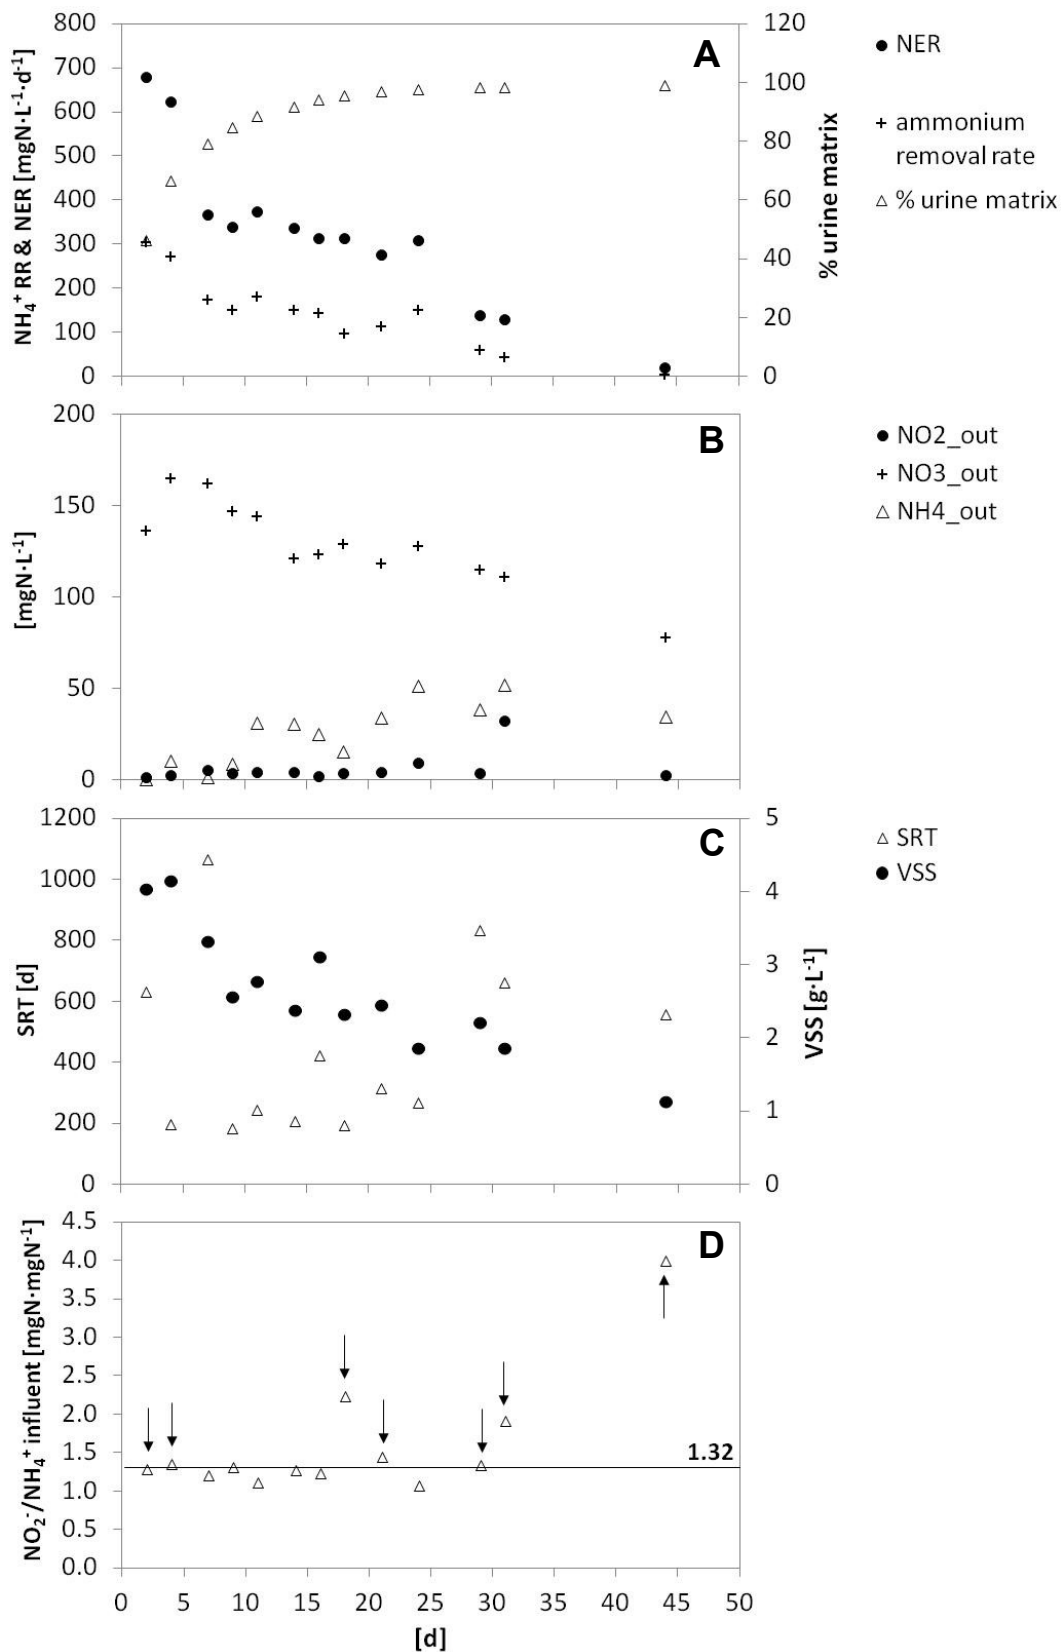 A
NH₄⁺ RR & NER [mgN·L⁻¹·d⁻¹]
800
700
600
500
400
300
200
100
0
120
100
80
60
40
20
0
% urine matrix
NER
ammonium
removal rate
% urine matrix
B
[mgN·L⁻¹]
200
150
100
50
0
NO2_out
NO3_out
NH4_out
C
SRT [d]
1200
1000
800
600
400
200
0
5
4
3
2
1
0
VSS [g·L⁻¹]
SRT
VSS
D
NO₂⁻/NH₄⁺ influent [mgN·mgN⁻¹]
4.5
4.0
3.5
3.0
2.5
2.0
1.5
1.0
0.5
0.0
1.32
0 5 10 15 20 25 30 35 40 45 50
[d]